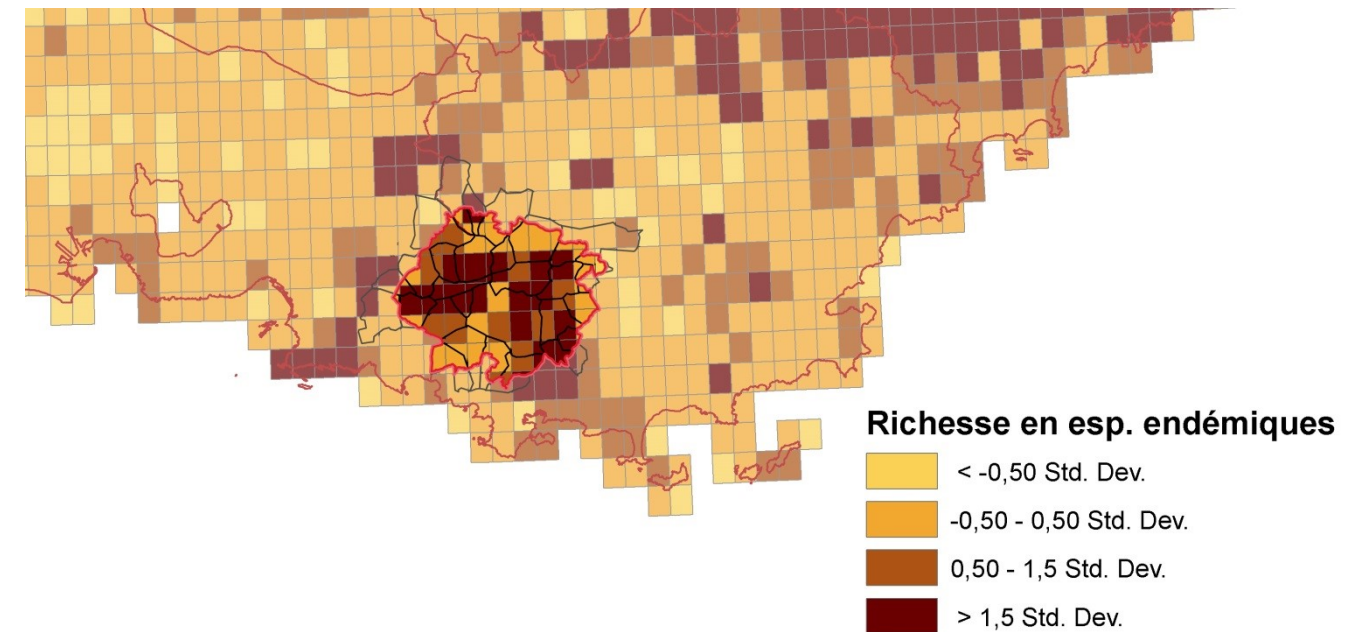 Richesse en esp. endémiques
< -0,50 Std. Dev.
-0,50 - 0,50 Std. Dev.
0,50 - 1,5 Std. Dev.
> 1,5 Std. Dev.